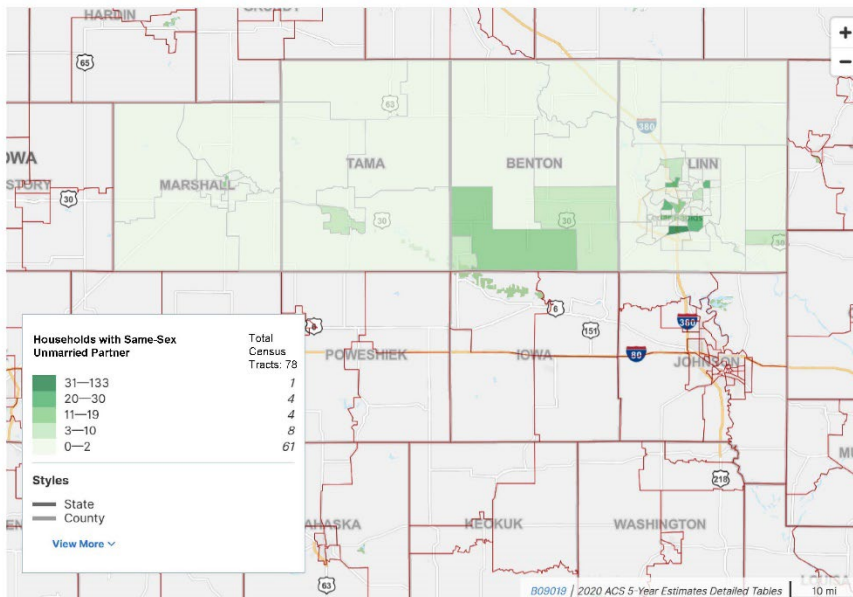 HARDIN
+
−
65
63
380
OWA
STORY
30
MARSHALL
TAMA
BENTON
LINN
30
30
30
6
151
380
80
POWESHIEK
IOWA
JOHNSON
218
KEOKUK
WASHINGTON
AHASKA
63
Households with Same-Sex
Unmarried Partner
Total
Census
Tracts: 78
31—133 1
20—30 4
11—19 4
3—10 8
0—2 61
Styles
State
County
View More
B09019 | 2020 ACS 5-Year Estimates Detailed Tables
10 mi